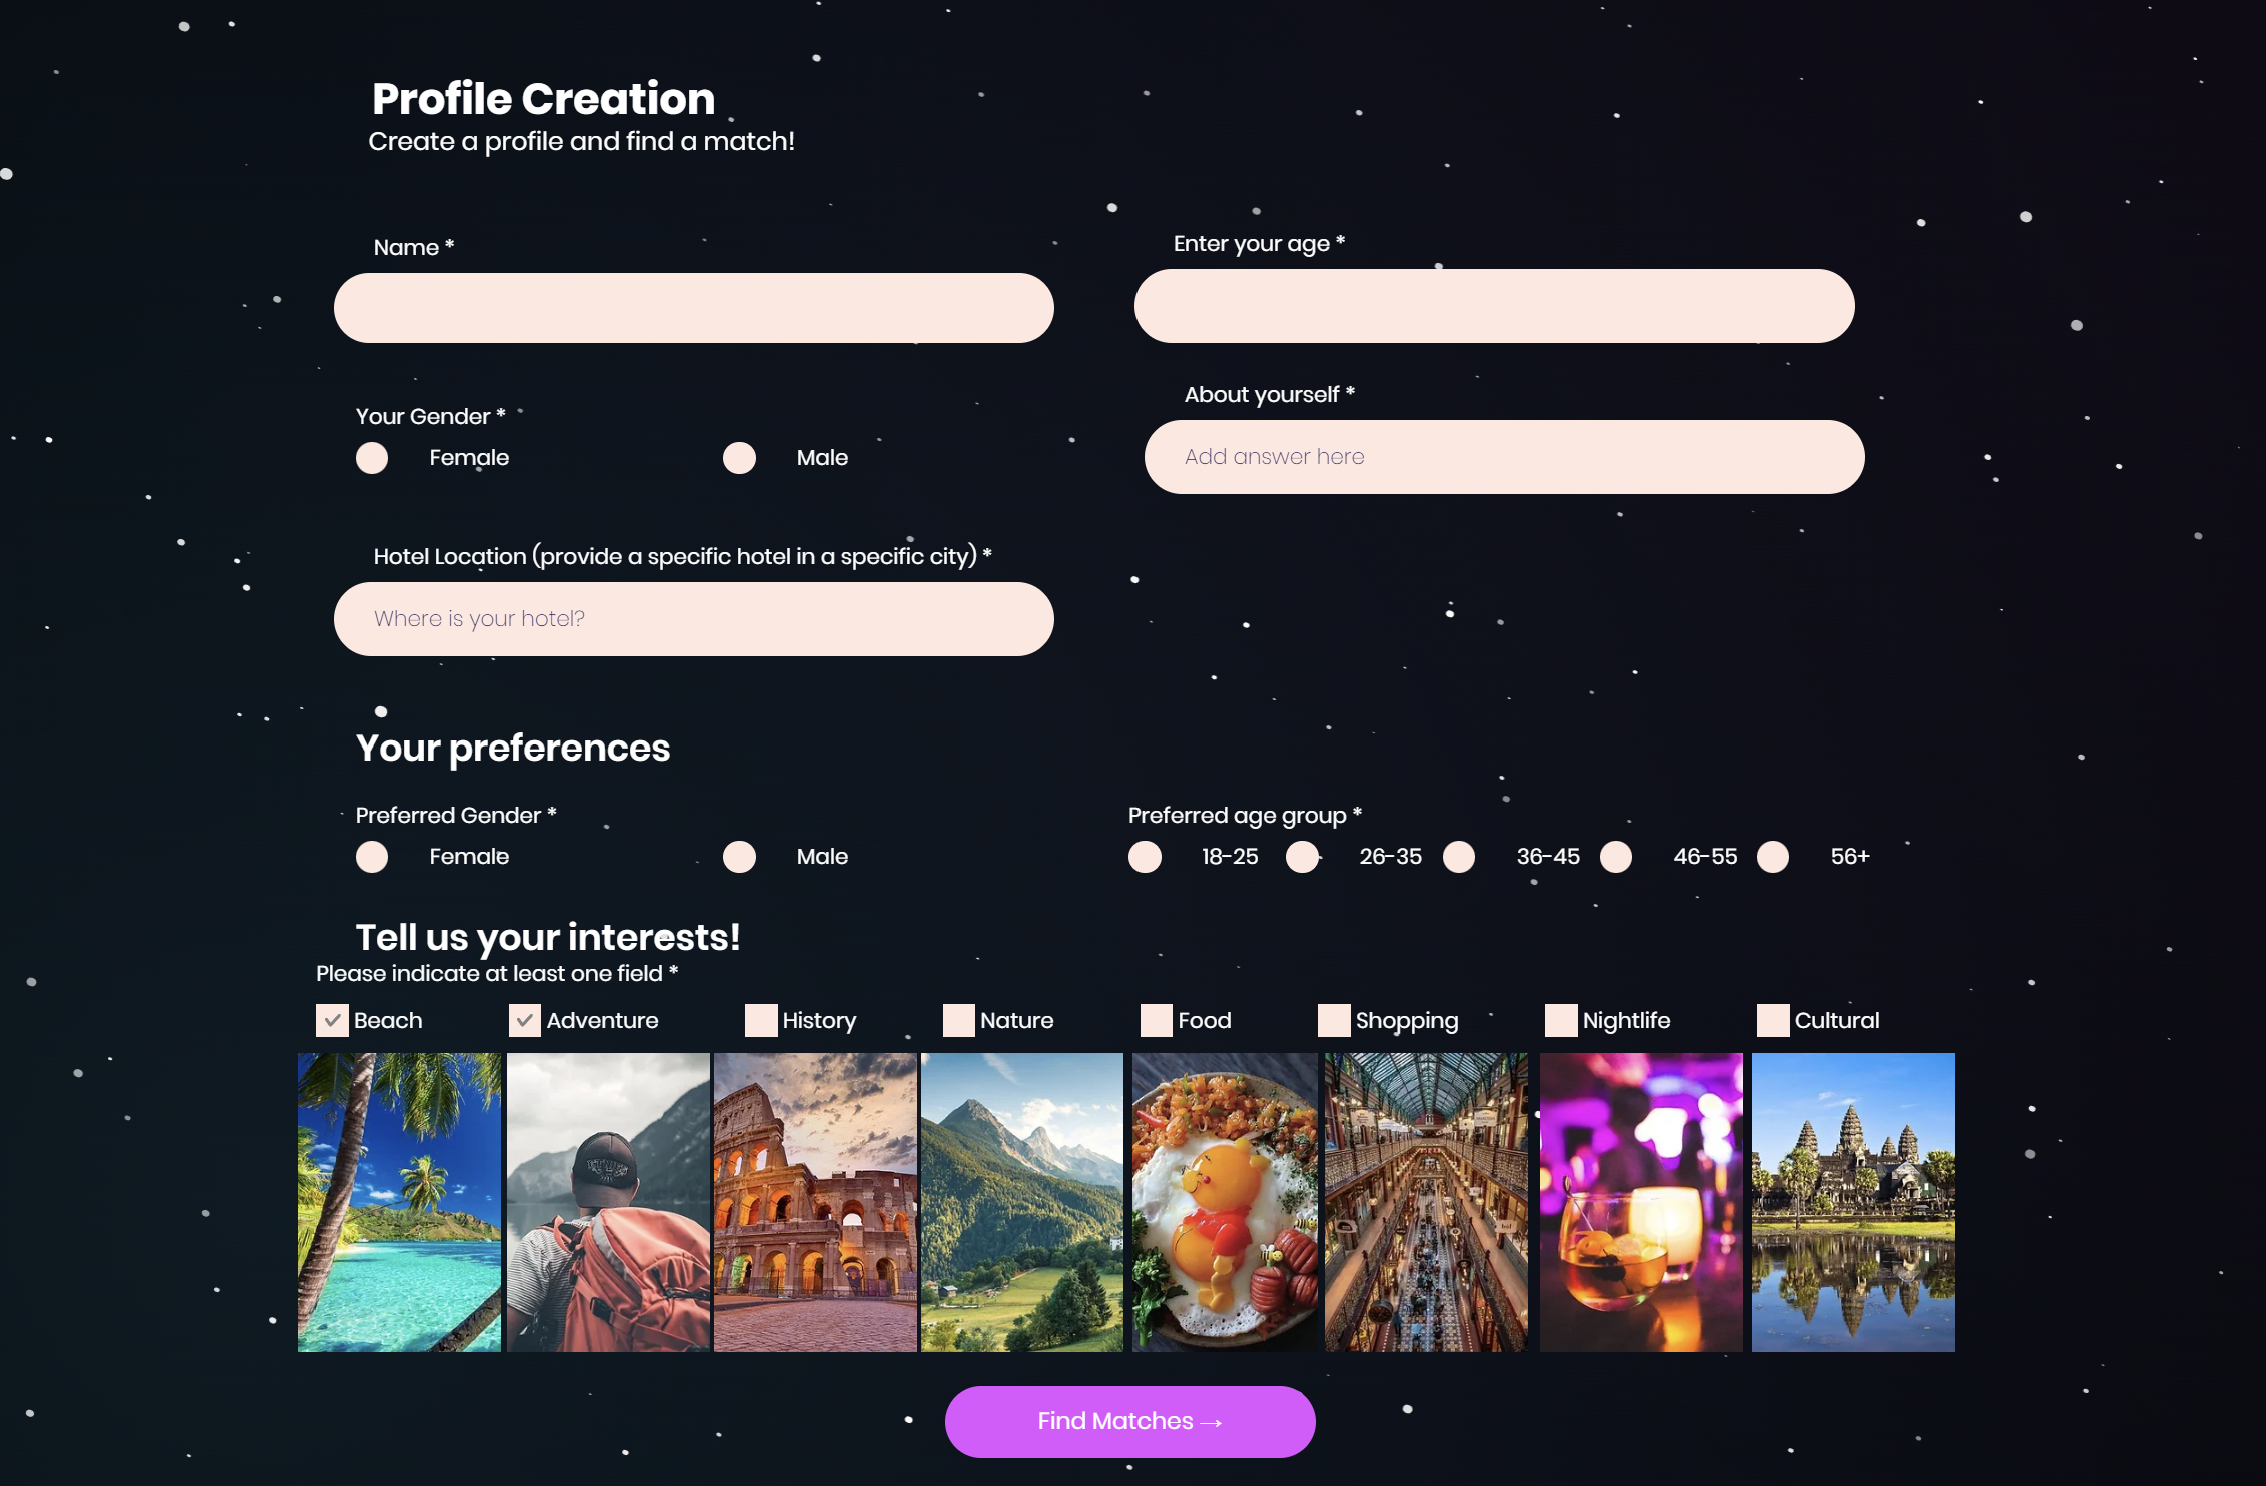 Profile Creation
Create a profile and find a match!
Name *
Enter your age *
Your Gender *
Female
Male
About yourself *
Add answer here
Hotel Location (provide a specific hotel in a specific city) *
Where is your hotel?
Your preferences
Preferred Gender *
Female
Male
Preferred age group *
18-25
26-35
36-45
46-55
56+
Tell us your interests!
Please indicate at least one field *
Beach
Adventure
History
Nature
Food
Shopping
Nightlife
Cultural
Find Matches →